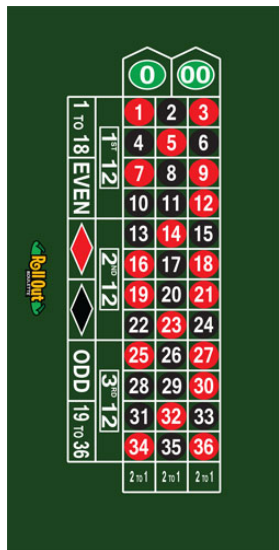 0 00
1 2 3
4 5 6
7 8 9
10 11 12
13 14 15
16 17 18
19 20 21
22 23 24
25 26 27
28 29 30
31 32 33
34 35 36
2 TO 1 2 TO 1 2 TO 1
1ST 12
2ND 12
3RD 12
1 TO 18
EVEN
ODD
19 TO 36
Roll Out